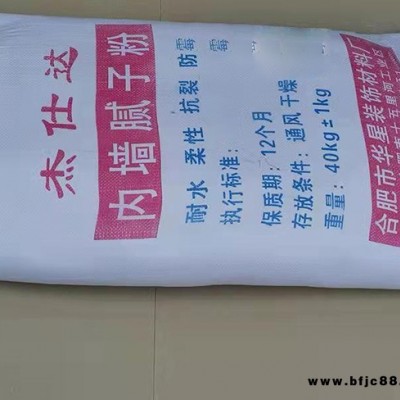 杰仕达
内墙腻子粉
耐水 柔性 抗裂 防霉
执行标准:
保质期:12个月
存放条件:通风干燥
重量:40kg±1kg
合肥市华星装饰材料厂
www.bfjc88.